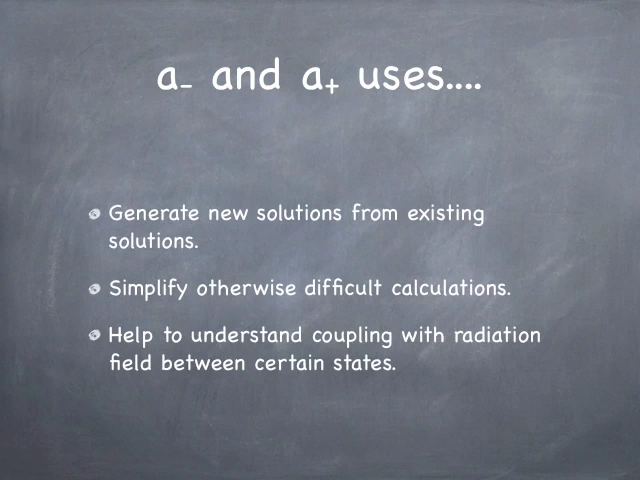 a₋ and a₊ uses....
Generate new solutions from existing
solutions.
Simplify otherwise difficult calculations.
Help to understand coupling with radiation
field between certain states.